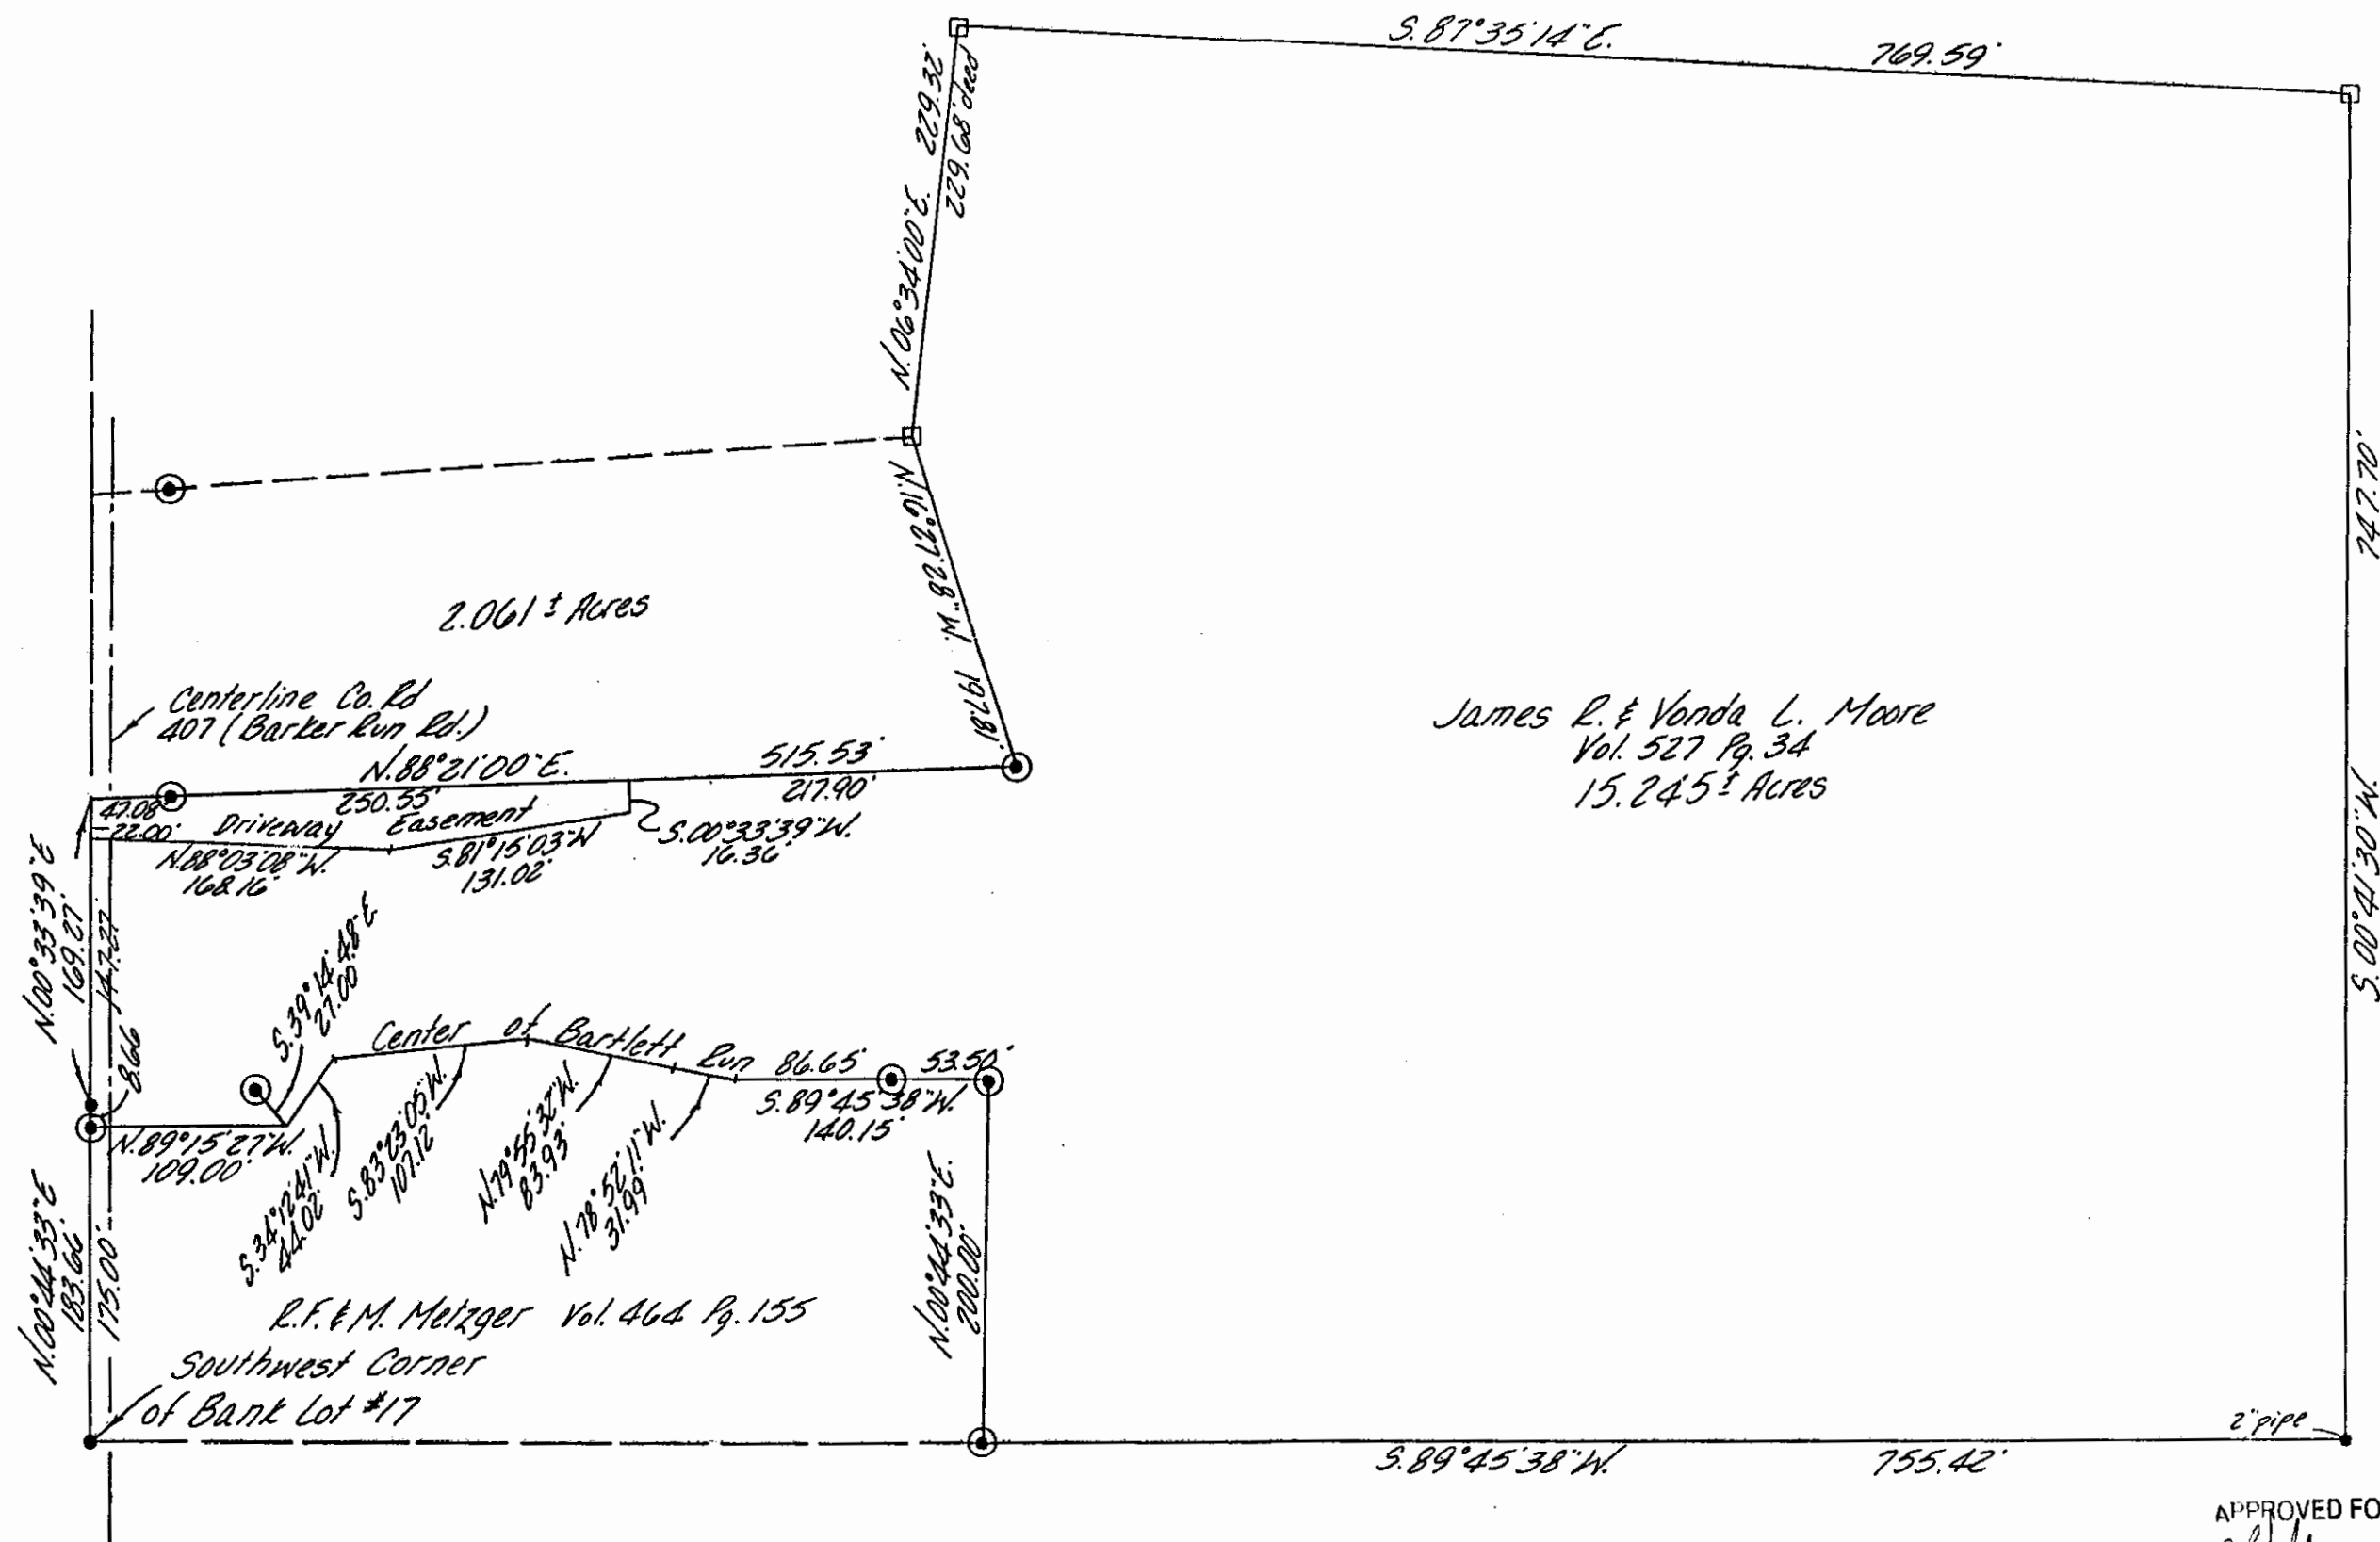 S.87°35'14"E.
769.59'
N.06°34'00"E. 229.32'
229.68' deed
N.16°27'28"W. 197.81'
747.70'
S.00°41'30"W.
2.061± Acres
Centerline Co. Rd
407 (Barker Run Rd.)
N.88°21'00"E.
515.53'
47.08'
250.55'
217.90'
22.00'
Driveway Easement
S.00°33'39"W.
16.36'
N.88°03'08"W.
168.16'
S.81°15'03"W
131.02'
James R. & Vonda L. Moore
Vol. 527 Pg. 34
15.245± Acres
N.00°33'39"E
169.27'
147.27'
8.66
S.39°14'48"E
27.00'
Center of Bartlett Run
86.65'
53.50'
S.89°45'38"W.
140.15'
N.89°15'27"W.
109.00'
S.34°12'41"W.
44.02'
S.83°23'05"W.
107.12'
N.79°55'32"W.
83.93'
N.78°52'11"W.
31.99'
N.00°44'33"E.
200.00'
N.00°44'33"E
183.66'
175.00'
R.F. & M. Metzger Vol. 464 Pg. 155
Southwest Corner
of Bank Lot #17
S.89°45'38"W.
755.42'
2" pipe
APPROVED FO